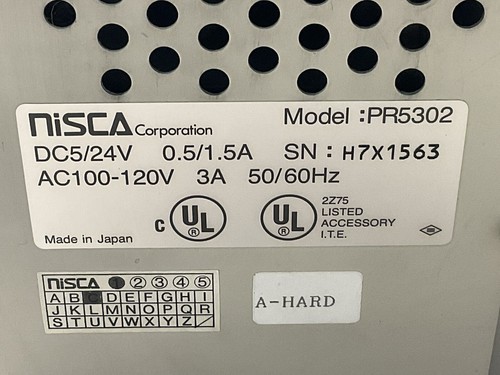 NiSCA Corporation Model : PR5302
DC5/24V 0.5/1.5A SN : H7X1563
AC100-120V 3A 50/60Hz
C UL UL 2Z75
LISTED
ACCESSORY
I.T.E.
Made in Japan
NiSCA 1 2 3 4 5
A B C D E F G H I
J K L M N O P Q R
S T U V W X Y Z /
A-HARD